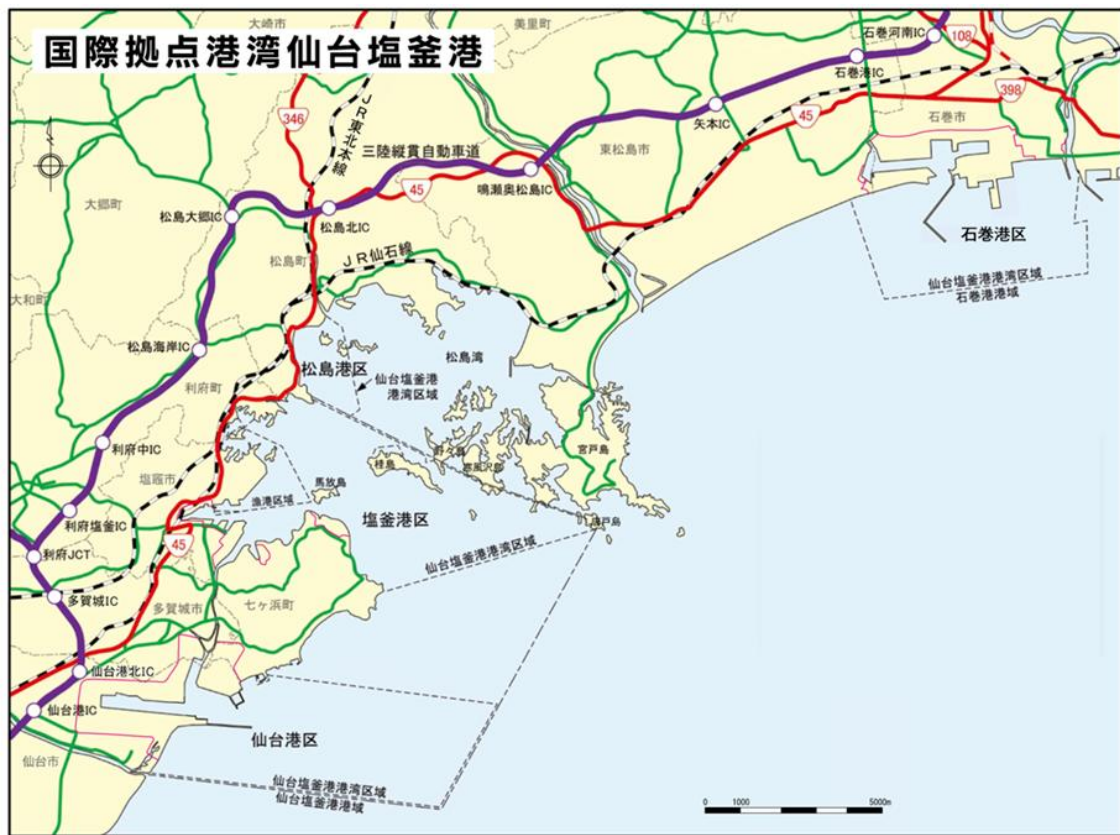 大崎市
美里町
国際拠点港湾仙台塩釜港
石巻河南IC
108
石巻港IC
398
346
JR東北本線
矢本IC
45
石巻市
三陸縦貫自動車道
東松島市
45
鳴瀬奥松島IC
大郷町
松島大郷IC
松島北IC
石巻港区
松島町
JR仙石線
仙台塩釜港港湾区域
石巻港港域
大和町
松島海岸IC
松島湾
松島港区
仙台塩釜港
港湾区域
利府町
利府中IC
野々島
宮戸島
桂島
寒風沢島
塩竈市
馬放島
漁港区域
利府塩釜IC
塩釜港区
45
利府JCT
仙台塩釜港港湾区域
多賀城IC
多賀城市
七ヶ浜町
仙台港北IC
仙台港IC
仙台港区
仙台市
仙台塩釜港港湾区域
仙台塩釜港港域
0 1000 5000m